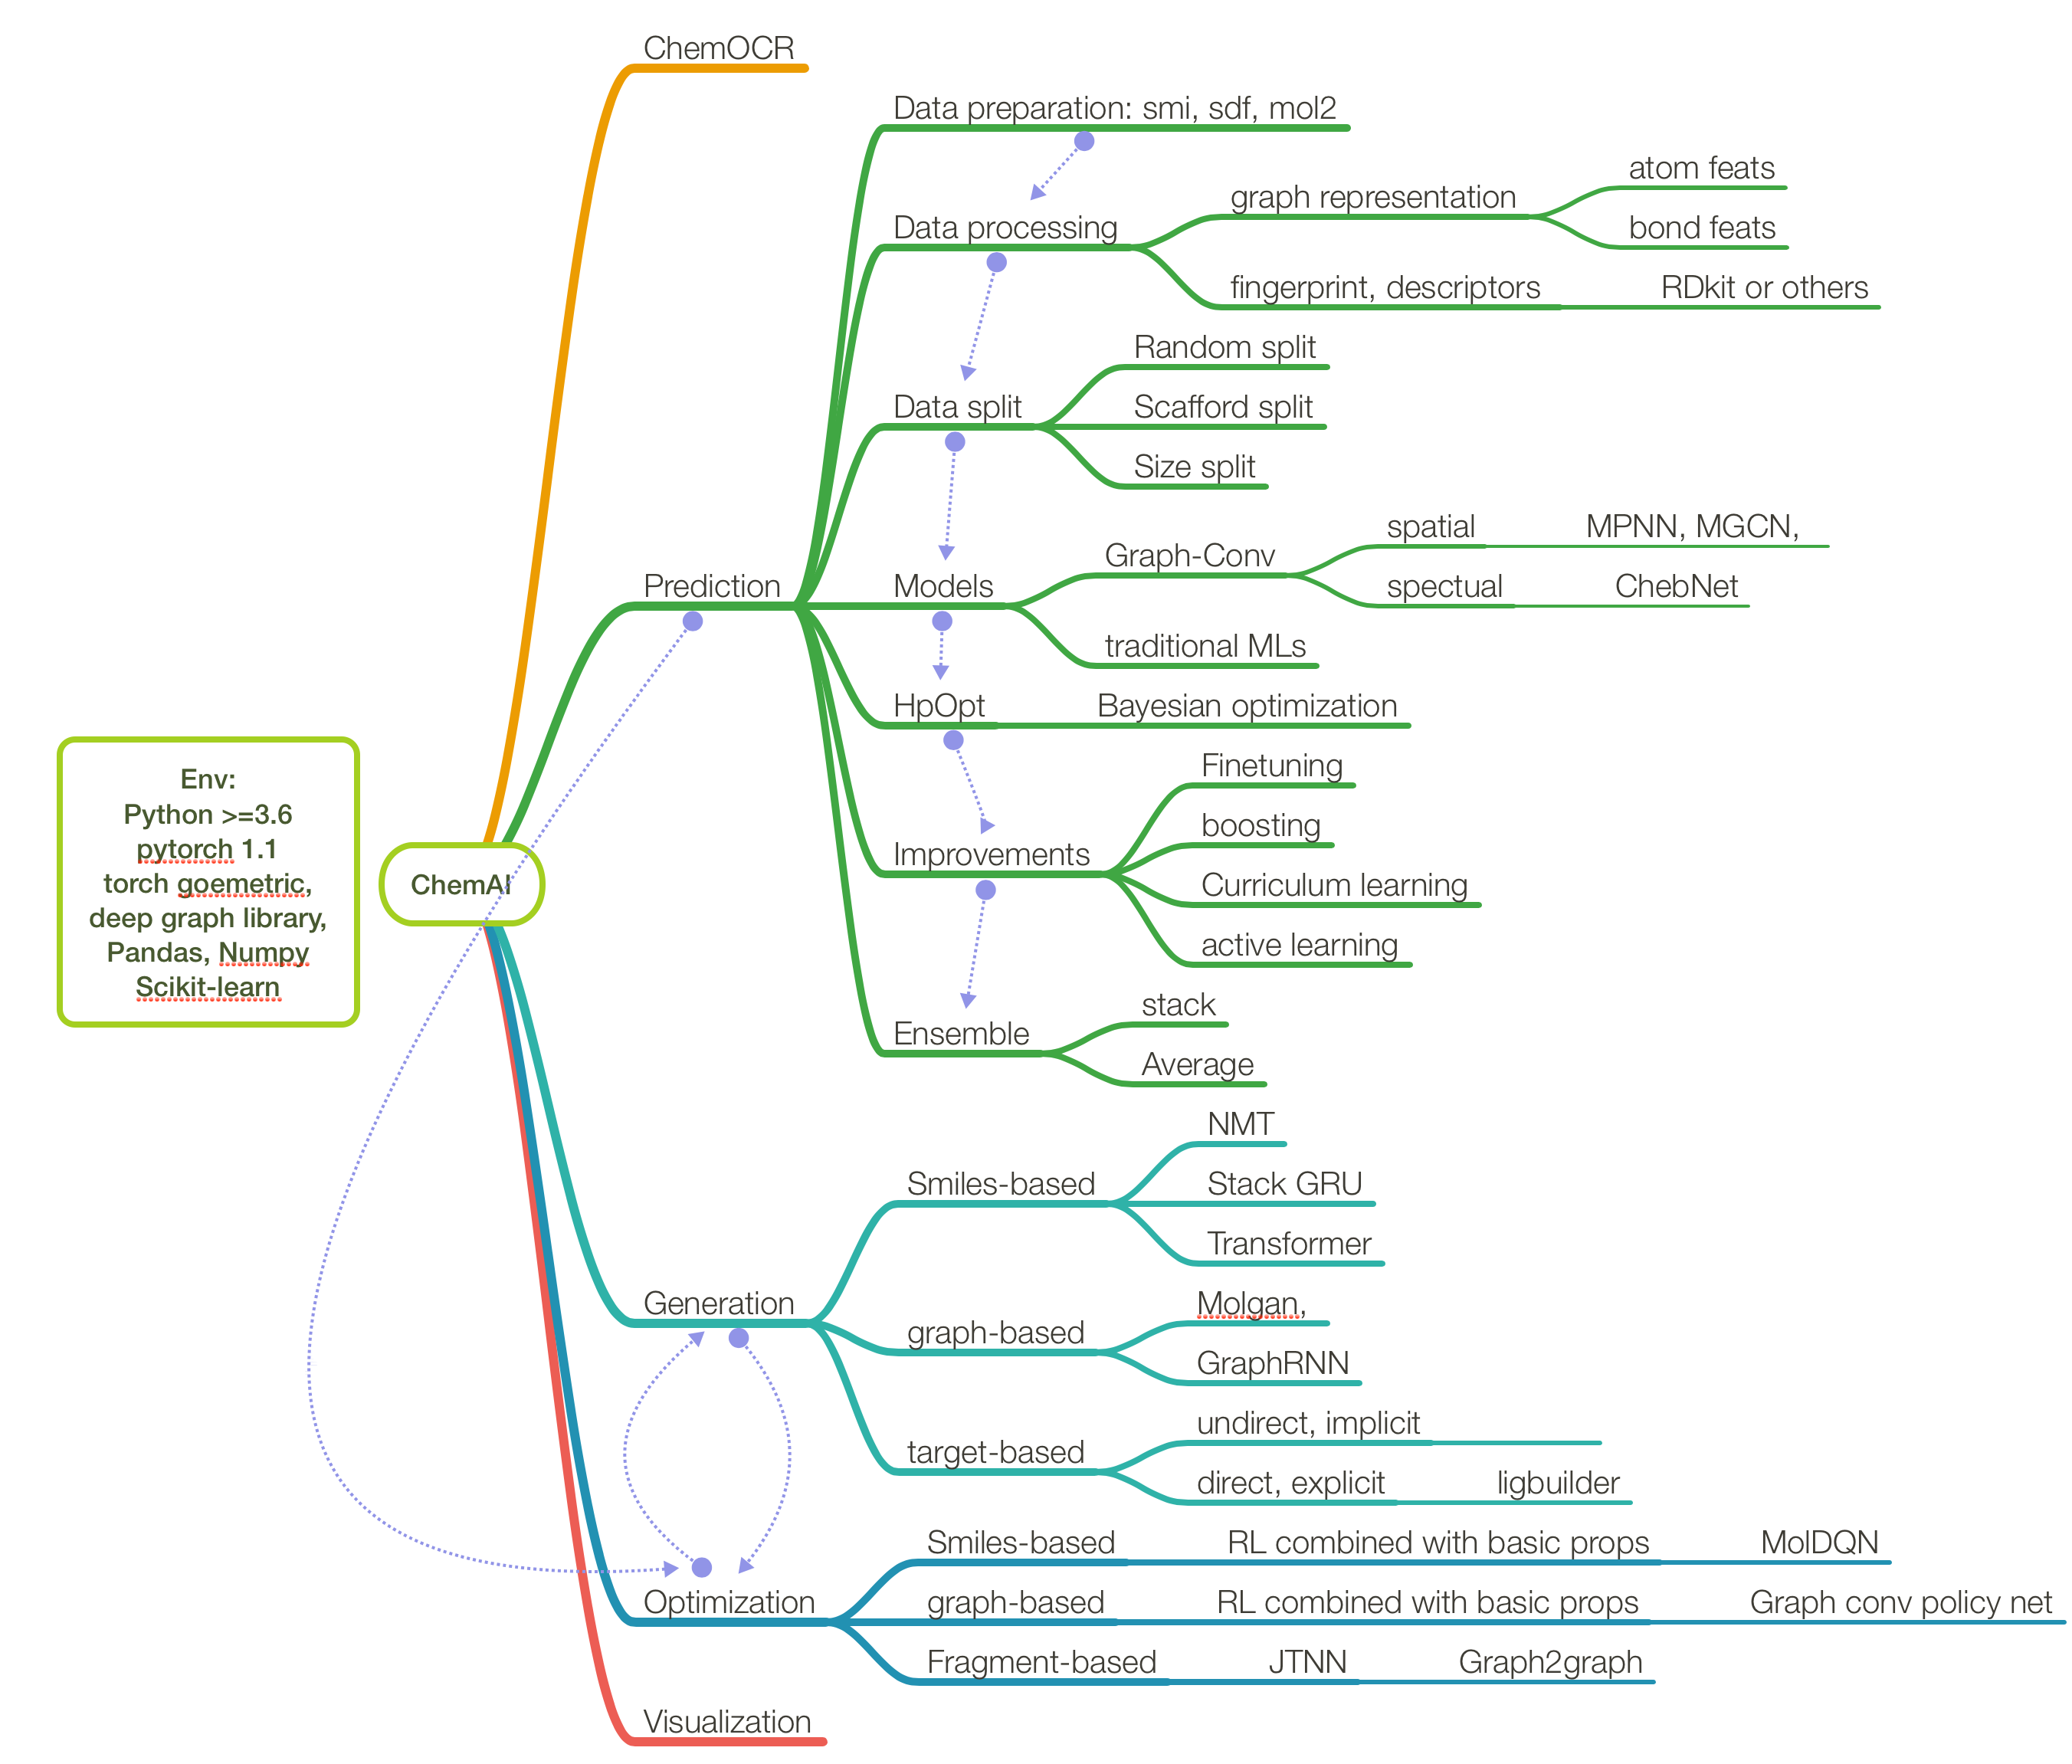 ChemOCR
Data preparation: smi, sdf, mol2
atom feats
graph representation
Data processing
bond feats
fingerprint, descriptors
RDkit or others
Random split
Data split
Scafford split
Size split
spatial
MPNN, MGCN,
Graph-Conv
Prediction
Models
spectual
ChebNet
traditional MLs
HpOpt
Bayesian optimization
Finetuning
boosting
Improvements
Curriculum learning
active learning
Env:
Python >=3.6
pytorch 1.1
torch goemetric,
deep graph library,
Pandas, Numpy
Scikit-learn
ChemAI
stack
Ensemble
Average
NMT
Smiles-based
Stack GRU
Transformer
Generation
Molgan,
graph-based
GraphRNN
undirect, implicit
target-based
direct, explicit
ligbuilder
Smiles-based
RL combined with basic props
MolDQN
Optimization
graph-based
RL combined with basic props
Graph conv policy net
Fragment-based
JTNN
Graph2graph
Visualization